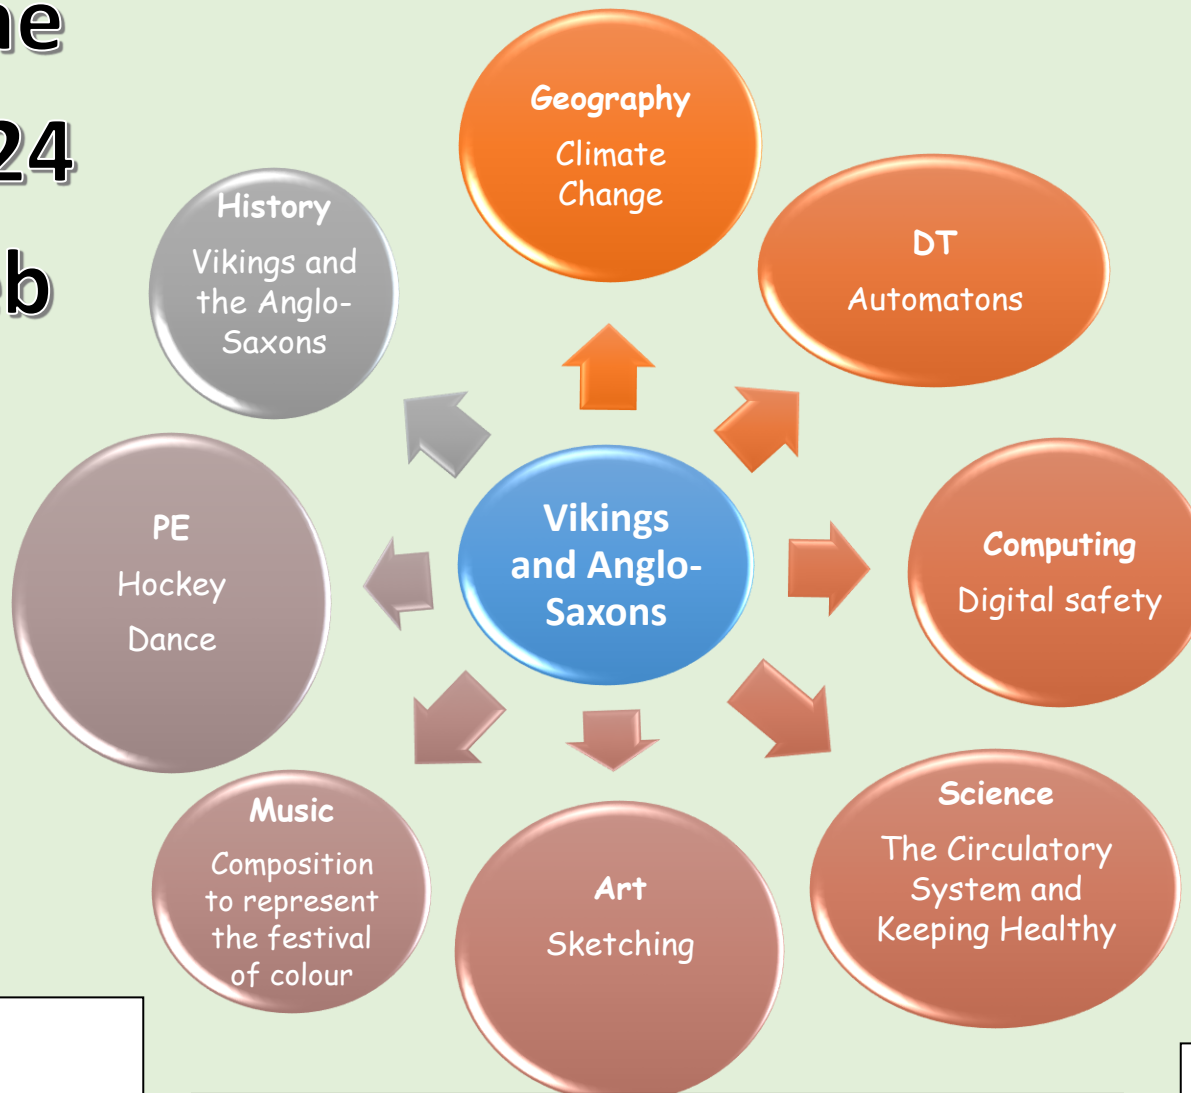 24
Geography
Climate
Change
History
Vikings and
the Anglo-
Saxons
DT
Automatons
PE
Hockey
Dance
Vikings
and Anglo-
Saxons
Computing
Digital safety
Music
Composition
to represent
the festival
of colour
Art
Sketching
Science
The Circulatory
System and
Keeping Healthy